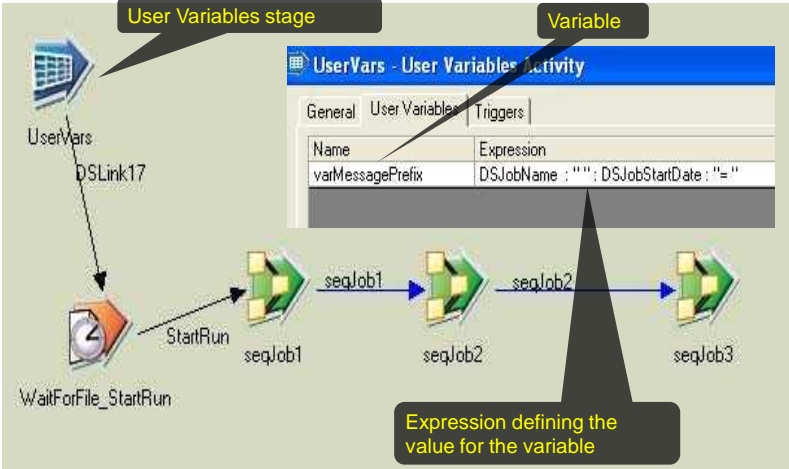 User Variables stage
Variable
UserVars - User Variables Activity
General User Variables Triggers
Name Expression
varMessagePrefix DSJobName : " " : DSJobStartDate : "= "
UserVars
DSLink17
seqJob1
seqJob2
StartRun
seqJob1
seqJob2
seqJob3
WaitForFile_StartRun
Expression defining the
value for the variable